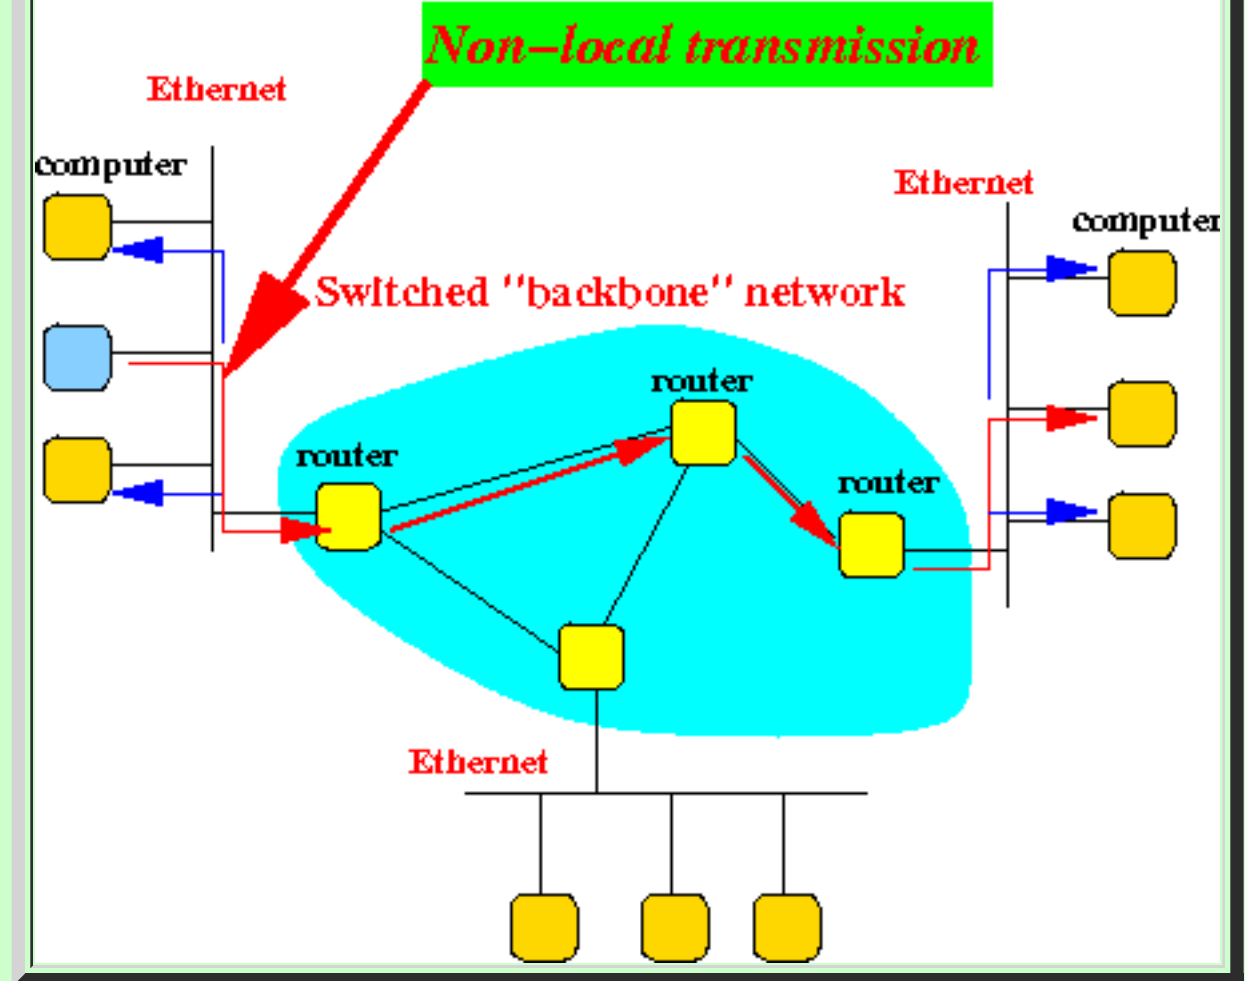 Non-local transmission
Ethernet
computer
Ethernet
computer
Switched "backbone" network
router
router
router
Ethernet